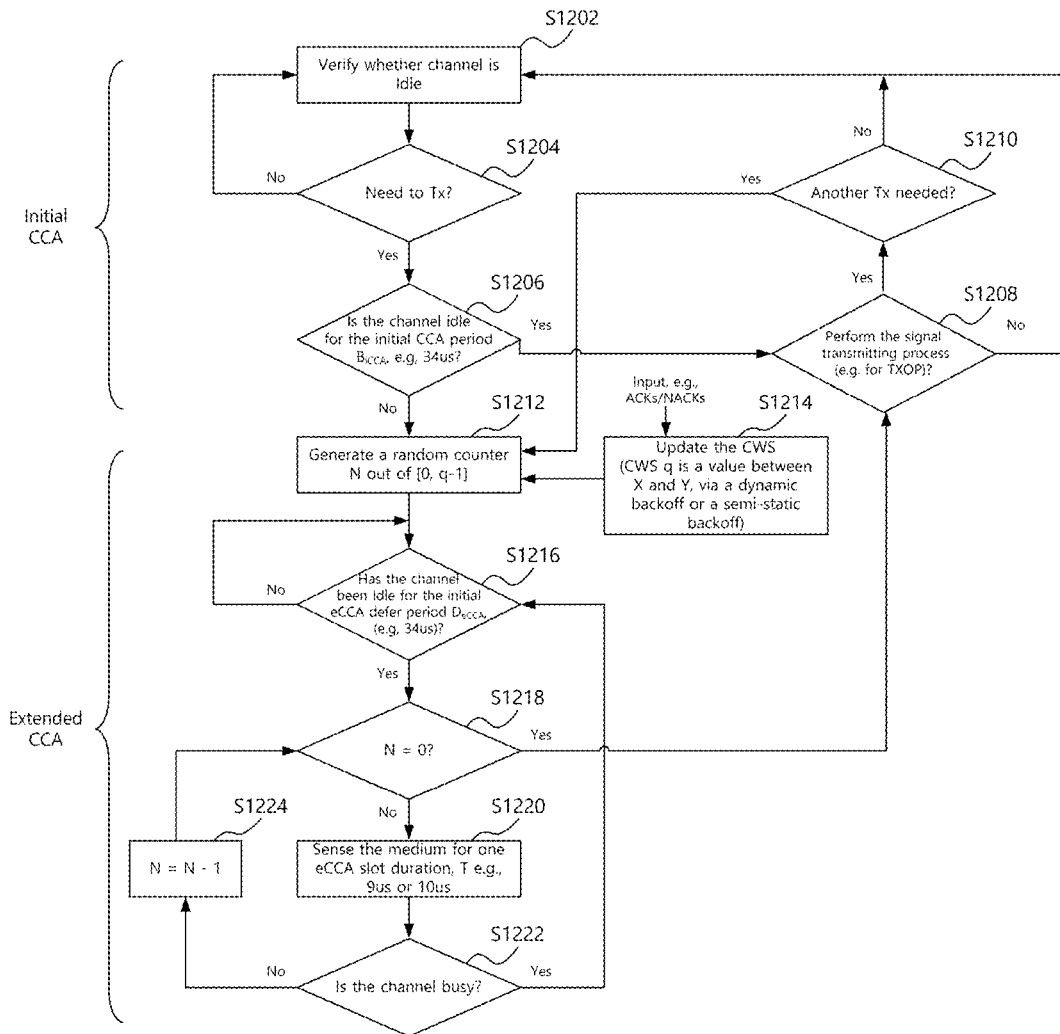 S1202
Verify whether channel is
Idle
No
S1204
Need to Tx?
Yes
No
S1210
Another Tx needed?
Yes
Initial
CCA
S1206
Is the channel idle
for the initial CCA period
BiCCA, e.g, 34us?
Yes
No
Yes
S1208
Perform the signal
transmitting process
(e.g. for TXOP)?
No
S1212
Generate a random counter
N out of [0, q-1]
Input, e.g.,
ACKs/NACKs
S1214
Update the CWS
(CWS q is a value between
X and Y, via a dynamic
backoff or a semi-static
backoff)
S1216
Has the channel
been idle for the initial
eCCA defer period DeCCA,
(e.g, 34us)?
No
Yes
Extended
CCA
S1218
N = 0?
Yes
No
S1224
N = N - 1
S1220
Sense the medium for one
eCCA slot duration, T e.g.,
9us or 10us
S1222
Is the channel busy?
No
Yes